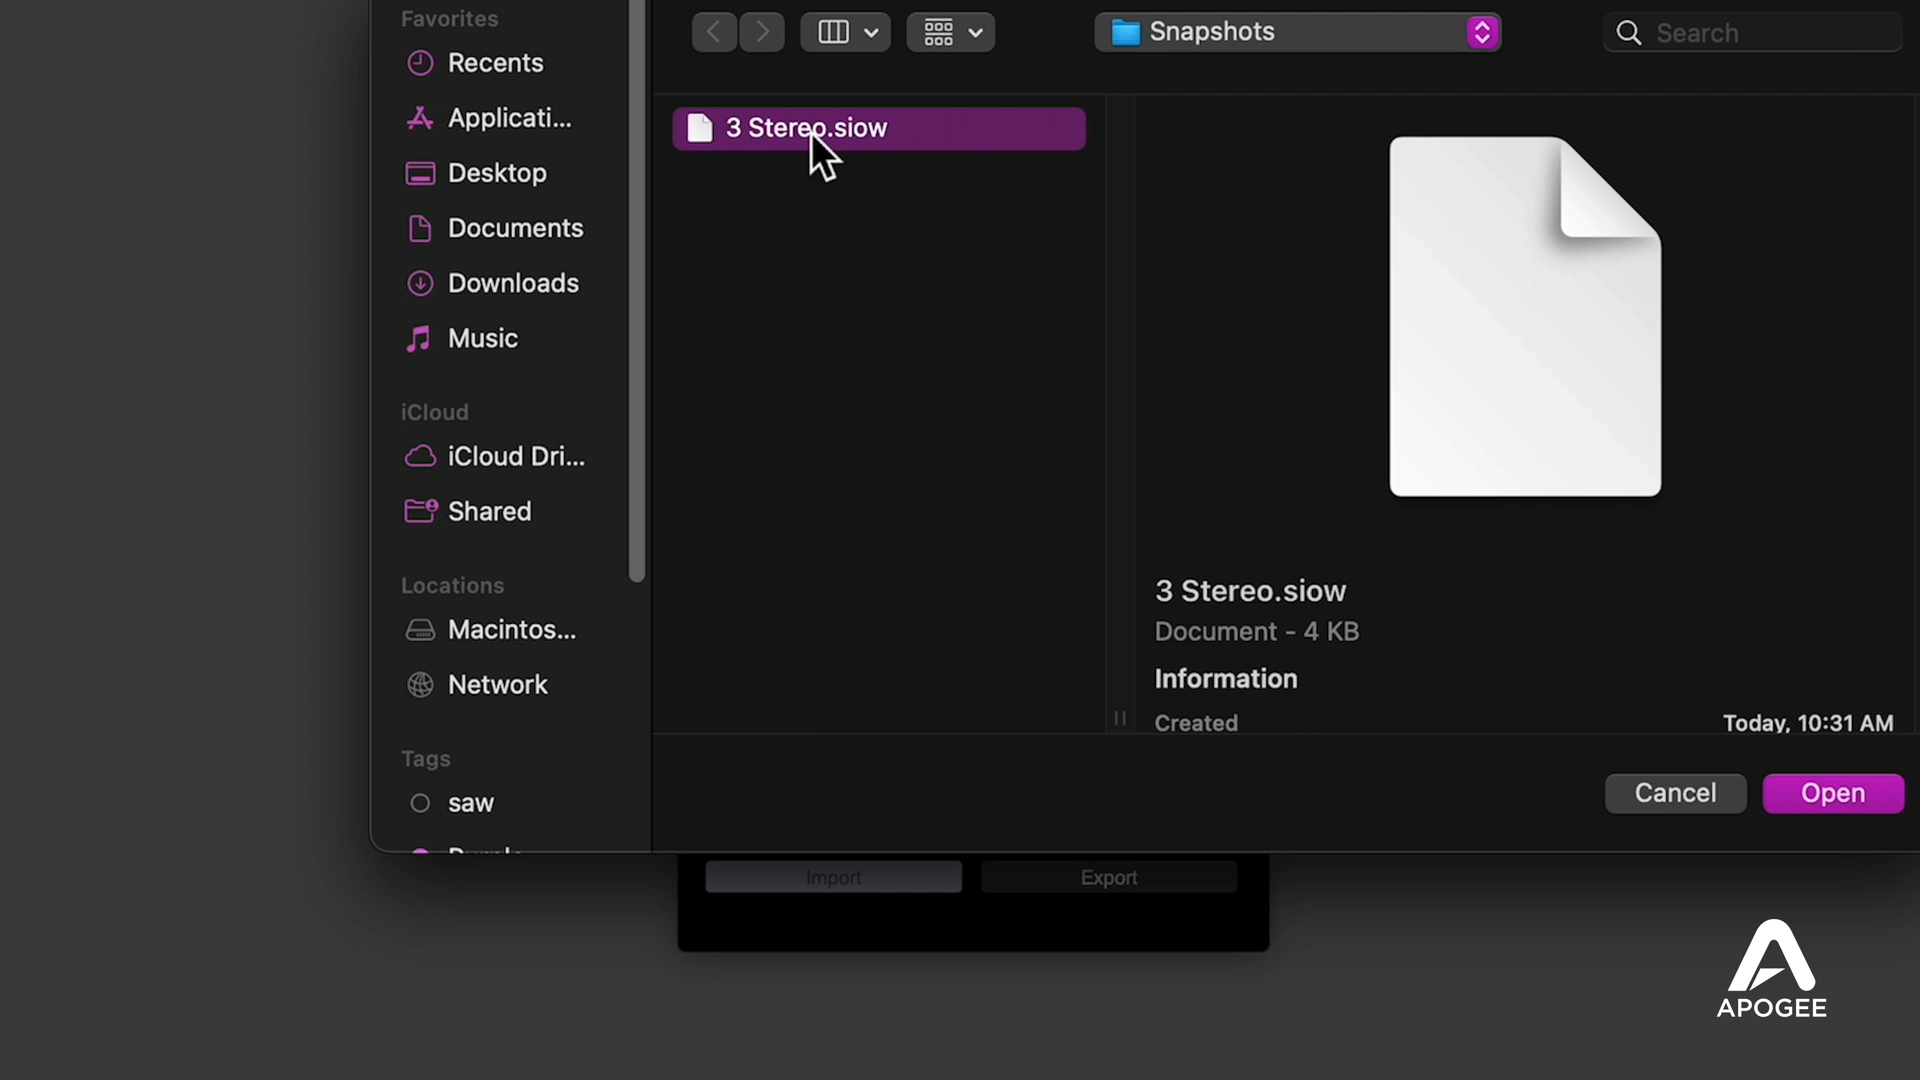 Favorites
Recents
Applicati...
Desktop
Documents
Downloads
Music
iCloud
iCloud Dri...
Shared
Locations
Macintos...
Network
Tags
saw
Snapshots
Search
3 Stereo.siow
3 Stereo.siow
Document - 4 KB
Information
Created Today, 10:31 AM
Cancel Open
Import Export
APOGEE